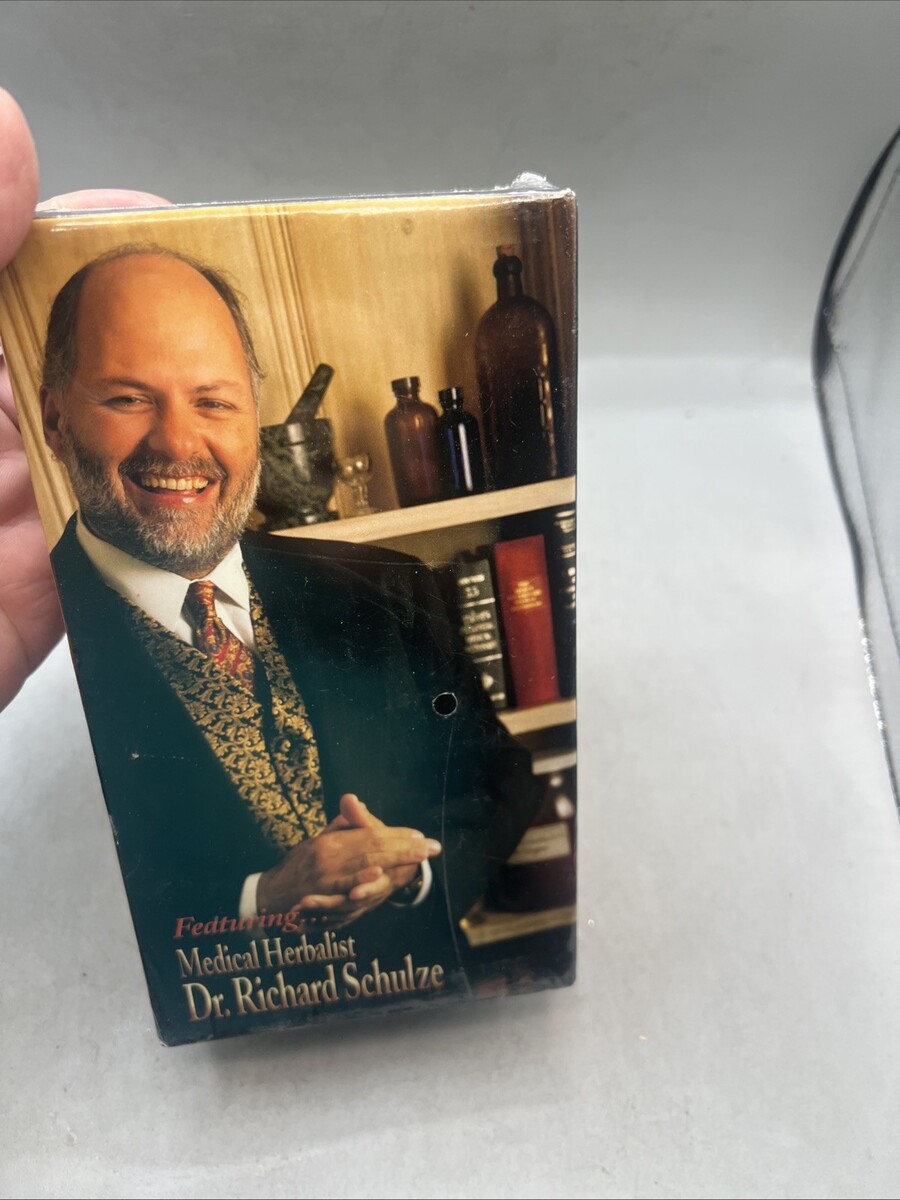 Featuring...
Medical Herbalist
Dr. Richard Schulze